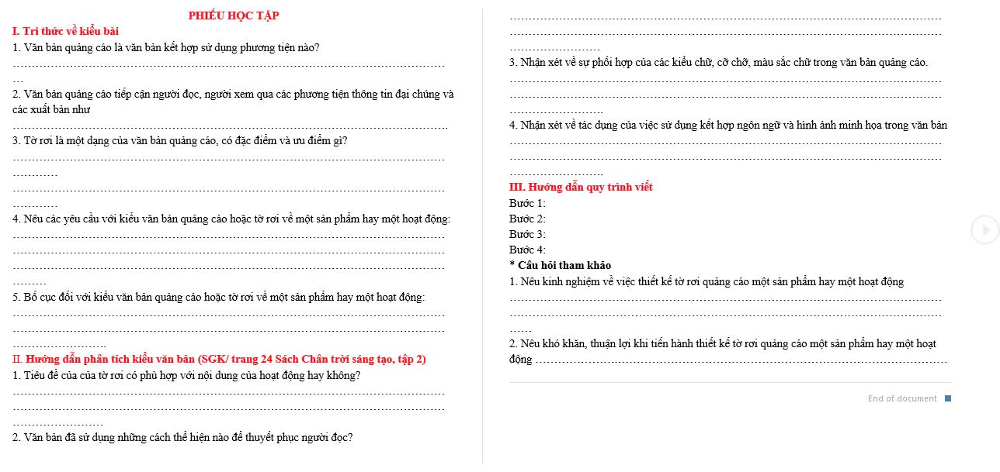 PHIẾU HỌC TẬP
I. Tri thức về kiểu bài
1. Văn bản quảng cáo là văn bản kết hợp sử dụng phương tiện nào?
……………………………………………………………………………………………
…
2. Văn bản quảng cáo tiếp cận người đọc, người xem qua các phương tiện thông tin đại chúng và
các xuất bản như
……………………………………………………………………………………………
3. Tờ rơi là một dạng của văn bản quảng cáo, có đặc điểm và ưu điểm gì?
……………………………………………………………………………………………
…………
……………………………………………………………………………………………
…………
4. Nêu các yêu cầu với kiểu văn bản quảng cáo hoặc tờ rơi về một sản phẩm hay một hoạt động:
……………………………………………………………………………………………
……………………………………………………………………………………………
……………………………………………………………………………………………
………
5. Bố cục đối với kiểu văn bản quảng cáo hoặc tờ rơi về một sản phẩm hay một hoạt động:
……………………………………………………………………………………………
……………………………………………………………………………………………
…………………
II. Hướng dẫn phân tích kiểu văn bản (SGK/ trang 24 Sách Chân trời sáng tạo, tập 2)
1. Tiêu đề của của tờ rơi có phù hợp với nội dung của hoạt động hay không?
……………………………………………………………………………………………
……………………………………………………………………………………………
…………………
2. Văn bản đã sử dụng những cách thể hiện nào để thuyết phục người đọc?
……………………………………………………………………………………………
……………………………………………………………………………………………
…………………
3. Nhận xét về sự phối hợp của các kiểu chữ, cỡ chỡ, màu sắc chữ trong văn bản quảng cáo.
……………………………………………………………………………………………
……………………………………………………………………………………………
…………………
4. Nhận xét về tác dụng của việc sử dụng kết hợp ngôn ngữ và hình ảnh minh họa trong văn bản
……………………………………………………………………………………………
……………………………………………………………………………………………
…………………
III. Hướng dẫn quy trình viết
Bước 1:
Bước 2:
Bước 3:
Bước 4:
* Câu hỏi tham khảo
1. Nêu kinh nghiệm về việc thiết kế tờ rơi quảng cáo một sản phẩm hay một hoạt động
……………………………………………………………………………………………
……………………………………………………………………………………………
……
2. Nêu khó khăn, thuận lợi khi tiến hành thiết kế tờ rơi quảng cáo một sản phẩm hay một hoạt
động ………………………………………………………………………………………
End of document